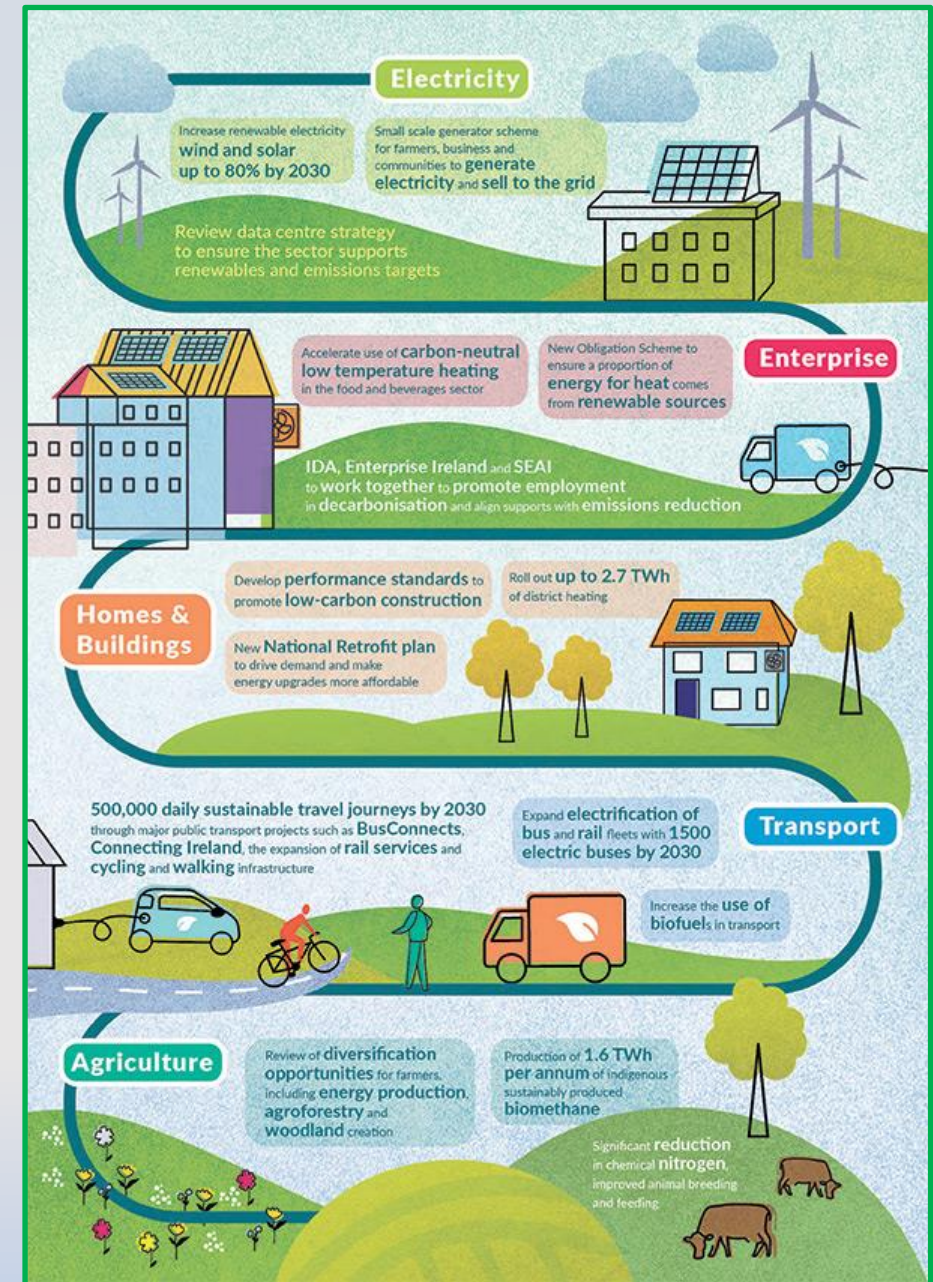 Electricity
Increase renewable electricity
wind and solar
up to 80% by 2030
Small scale generator scheme
for farmers, business and
communities to generate
electricity and sell to the grid
Review data centre strategy
to ensure the sector supports
renewables and emissions targets
Enterprise
Accelerate use of carbon-neutral
low temperature heating
in the food and beverages sector
New Obligation Scheme to
ensure a proportion of
energy for heat comes
from renewable sources
IDA, Enterprise Ireland and SEAI
to work together to promote employment
in decarbonisation and align supports with emissions reduction
Homes &
Buildings
Develop performance standards to
promote low-carbon construction
Roll out up to 2.7 TWh
of district heating
New National Retrofit plan
to drive demand and make
energy upgrades more affordable
Transport
500,000 daily sustainable travel journeys by 2030
through major public transport projects such as BusConnects,
Connecting Ireland, the expansion of rail services and
cycling and walking infrastructure
Expand electrification of
bus and rail fleets with 1500
electric buses by 2030
Increase the use of
biofuels in transport
Agriculture
Review of diversification
opportunities for farmers,
including energy production,
agroforestry and
woodland creation
Production of 1.6 TWh
per annum of indigenous
sustainably produced
biomethane
Significant reduction
in chemical nitrogen,
improved animal breeding
and feeding